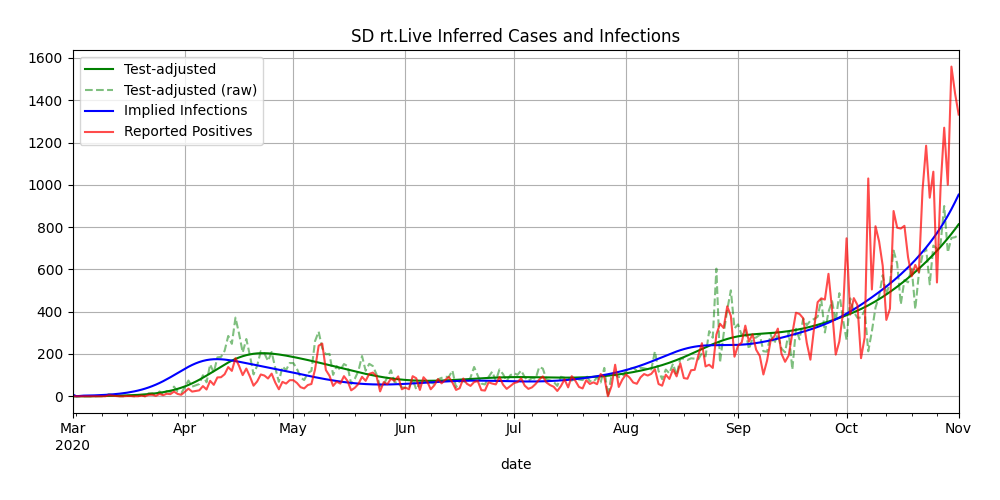 SD rt.Live Inferred Cases and Infections
1600
1400
1200
1000
800
600
400
200
0
Test-adjusted
Test-adjusted (raw)
Implied Infections
Reported Positives
Mar Apr May Jun Jul Aug Sep Oct Nov
2020
date